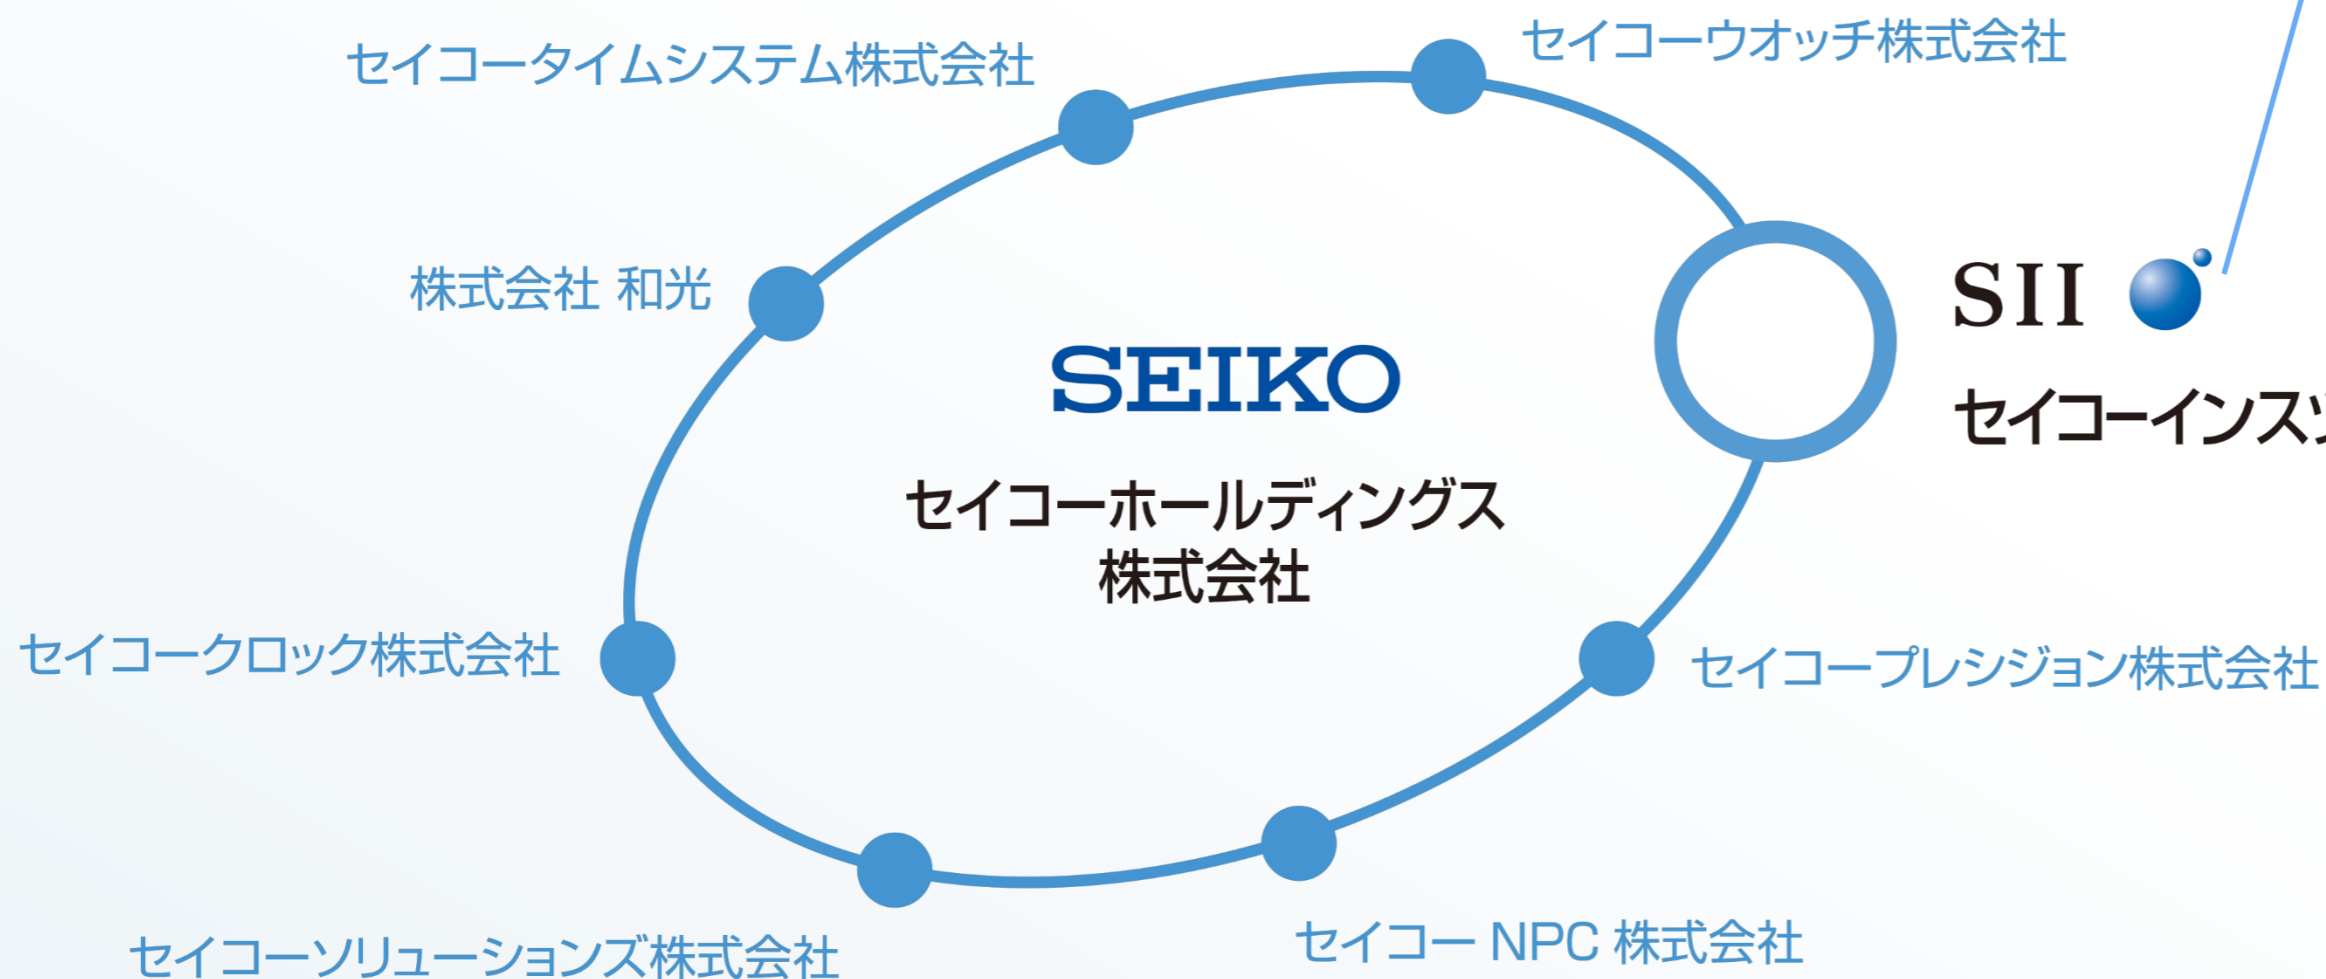 セイコーウオッチ株式会社
セイコータイムシステム株式会社
株式会社 和光
SII
SEIKO
セイコーインス
セイコーホールディングス
株式会社
セイコークロック株式会社
セイコープレシジョン株式会社
セイコー NPC 株式会社
セイコーソリューションズ株式会社